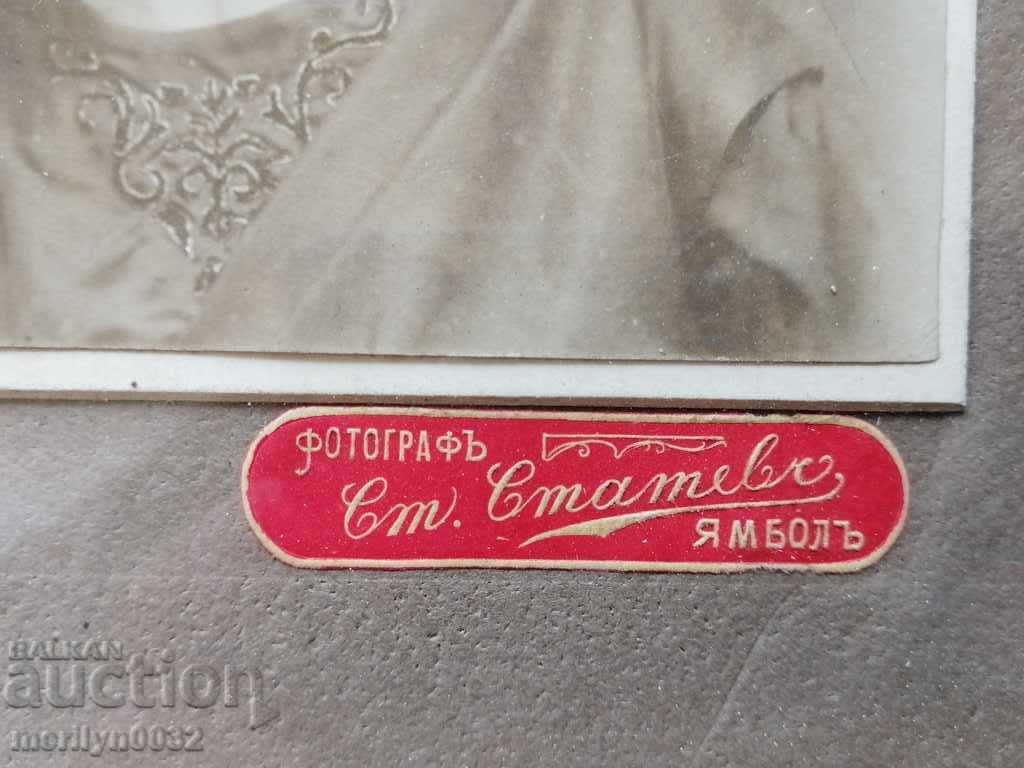 ФОТОГРАФЪ
Ст. Статевъ
ЯМБОЛЪ
BALKAN
auction
merilyn0032